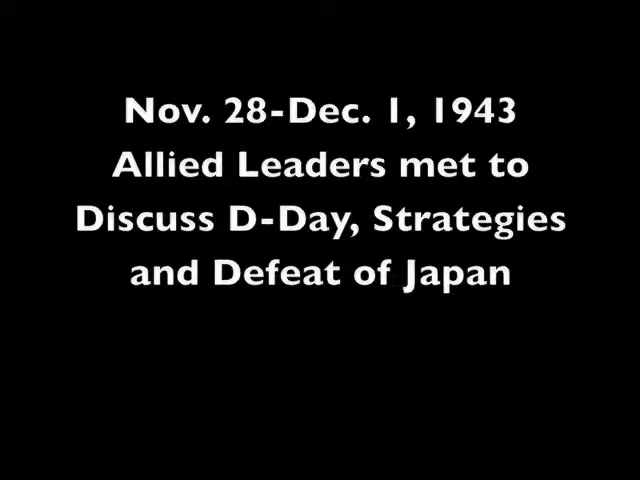 Nov. 28-Dec. 1, 1943
Allied Leaders met to
Discuss D-Day, Strategies
and Defeat of Japan